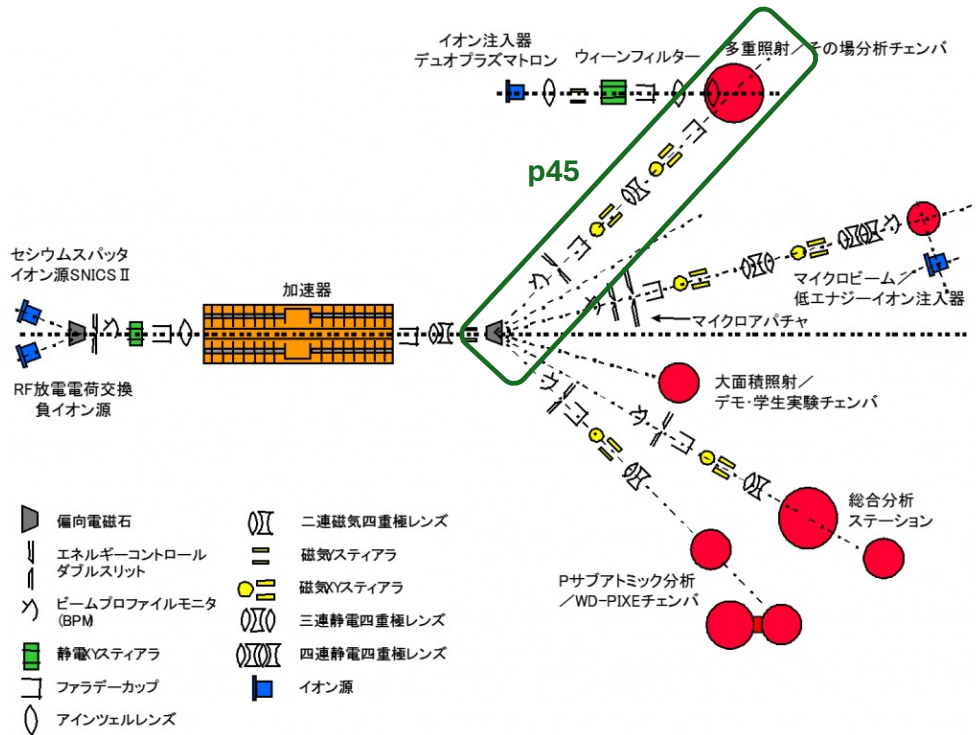 イオン注入器
デュオプラズマトロン
ウィーンフィルター
多重照射／その場分析チェンバ
p45
セシウムスパッタ
イオン源SNICSⅡ
加速器
マイクロビーム／
低エナジーイオン注入器
マイクロアパチャ
RF放電電荷交換
負イオン源
大面積照射／
デモ・学生実験チェンバ
総合分析
ステーション
Pサブアトミック分析
／WD-PIXEチェンバ
偏向電磁石
エネルギーコントロール
ダブルスリット
ビームプロファイルモニタ
(BPM)
静電XYスティアラ
ファラデーカップ
アインツェルレンズ
二連磁気四重極レンズ
磁気Yスティアラ
磁気XYスティアラ
三連静電四重極レンズ
四連静電四重極レンズ
イオン源